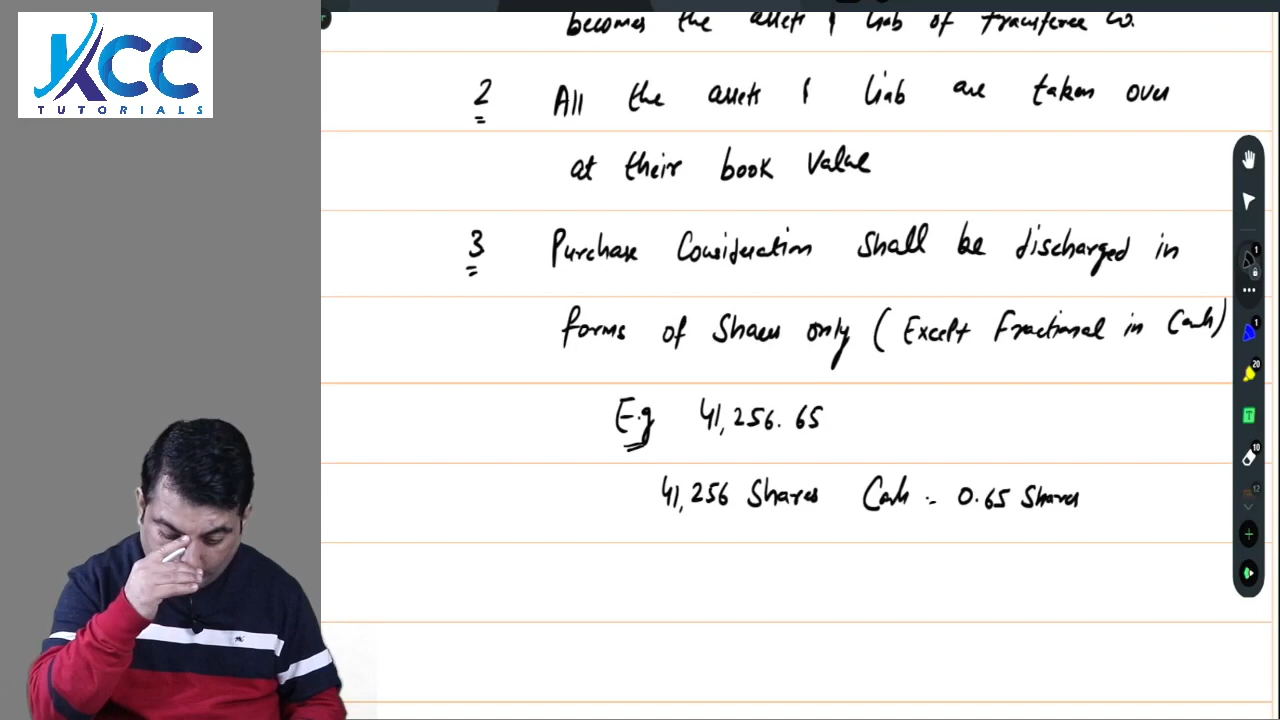 KCC
TUTORIALS
becomes the assets & liab of transferee Co.
2 All the assets & Liab are taken over
at their book value
3 Purchase Consideration shall be discharged in
forms of Shares only (Except Fractional in Cash)
E.g 41,256.65
41,256 Shares Cash - 0.65 Shares